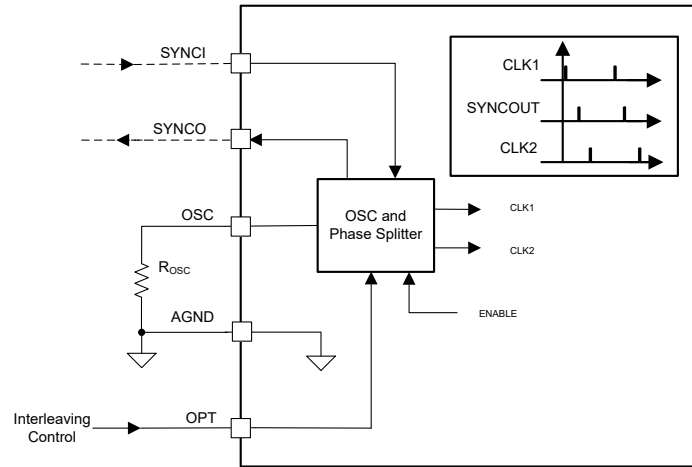 SYNCI
CLK1
SYNCOUT
SYNCO
CLK2
OSC
OSC and
Phase Splitter
CLK1
CLK2
ROSC
AGND
ENABLE
Interleaving
Control
OPT